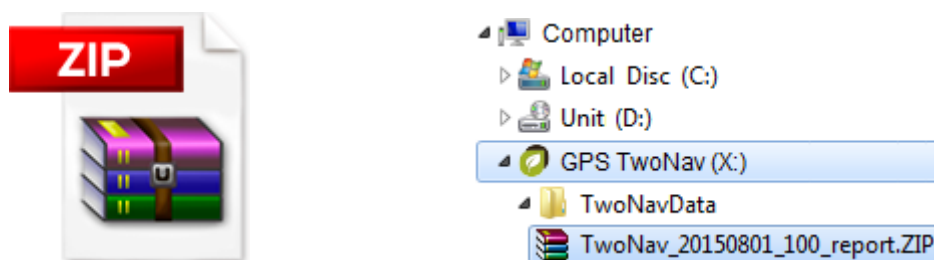 ZIP
Computer
Local Disc (C:)
Unit (D:)
GPS TwoNav (X:)
TwoNavData
TwoNav_20150801_100_report.ZIP